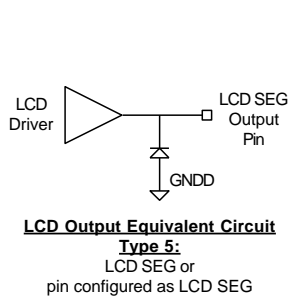 LCD
Driver
LCD SEG
Output
Pin
GNDD
LCD Output Equivalent Circuit
Type 5:
LCD SEG or
pin configured as LCD SEG